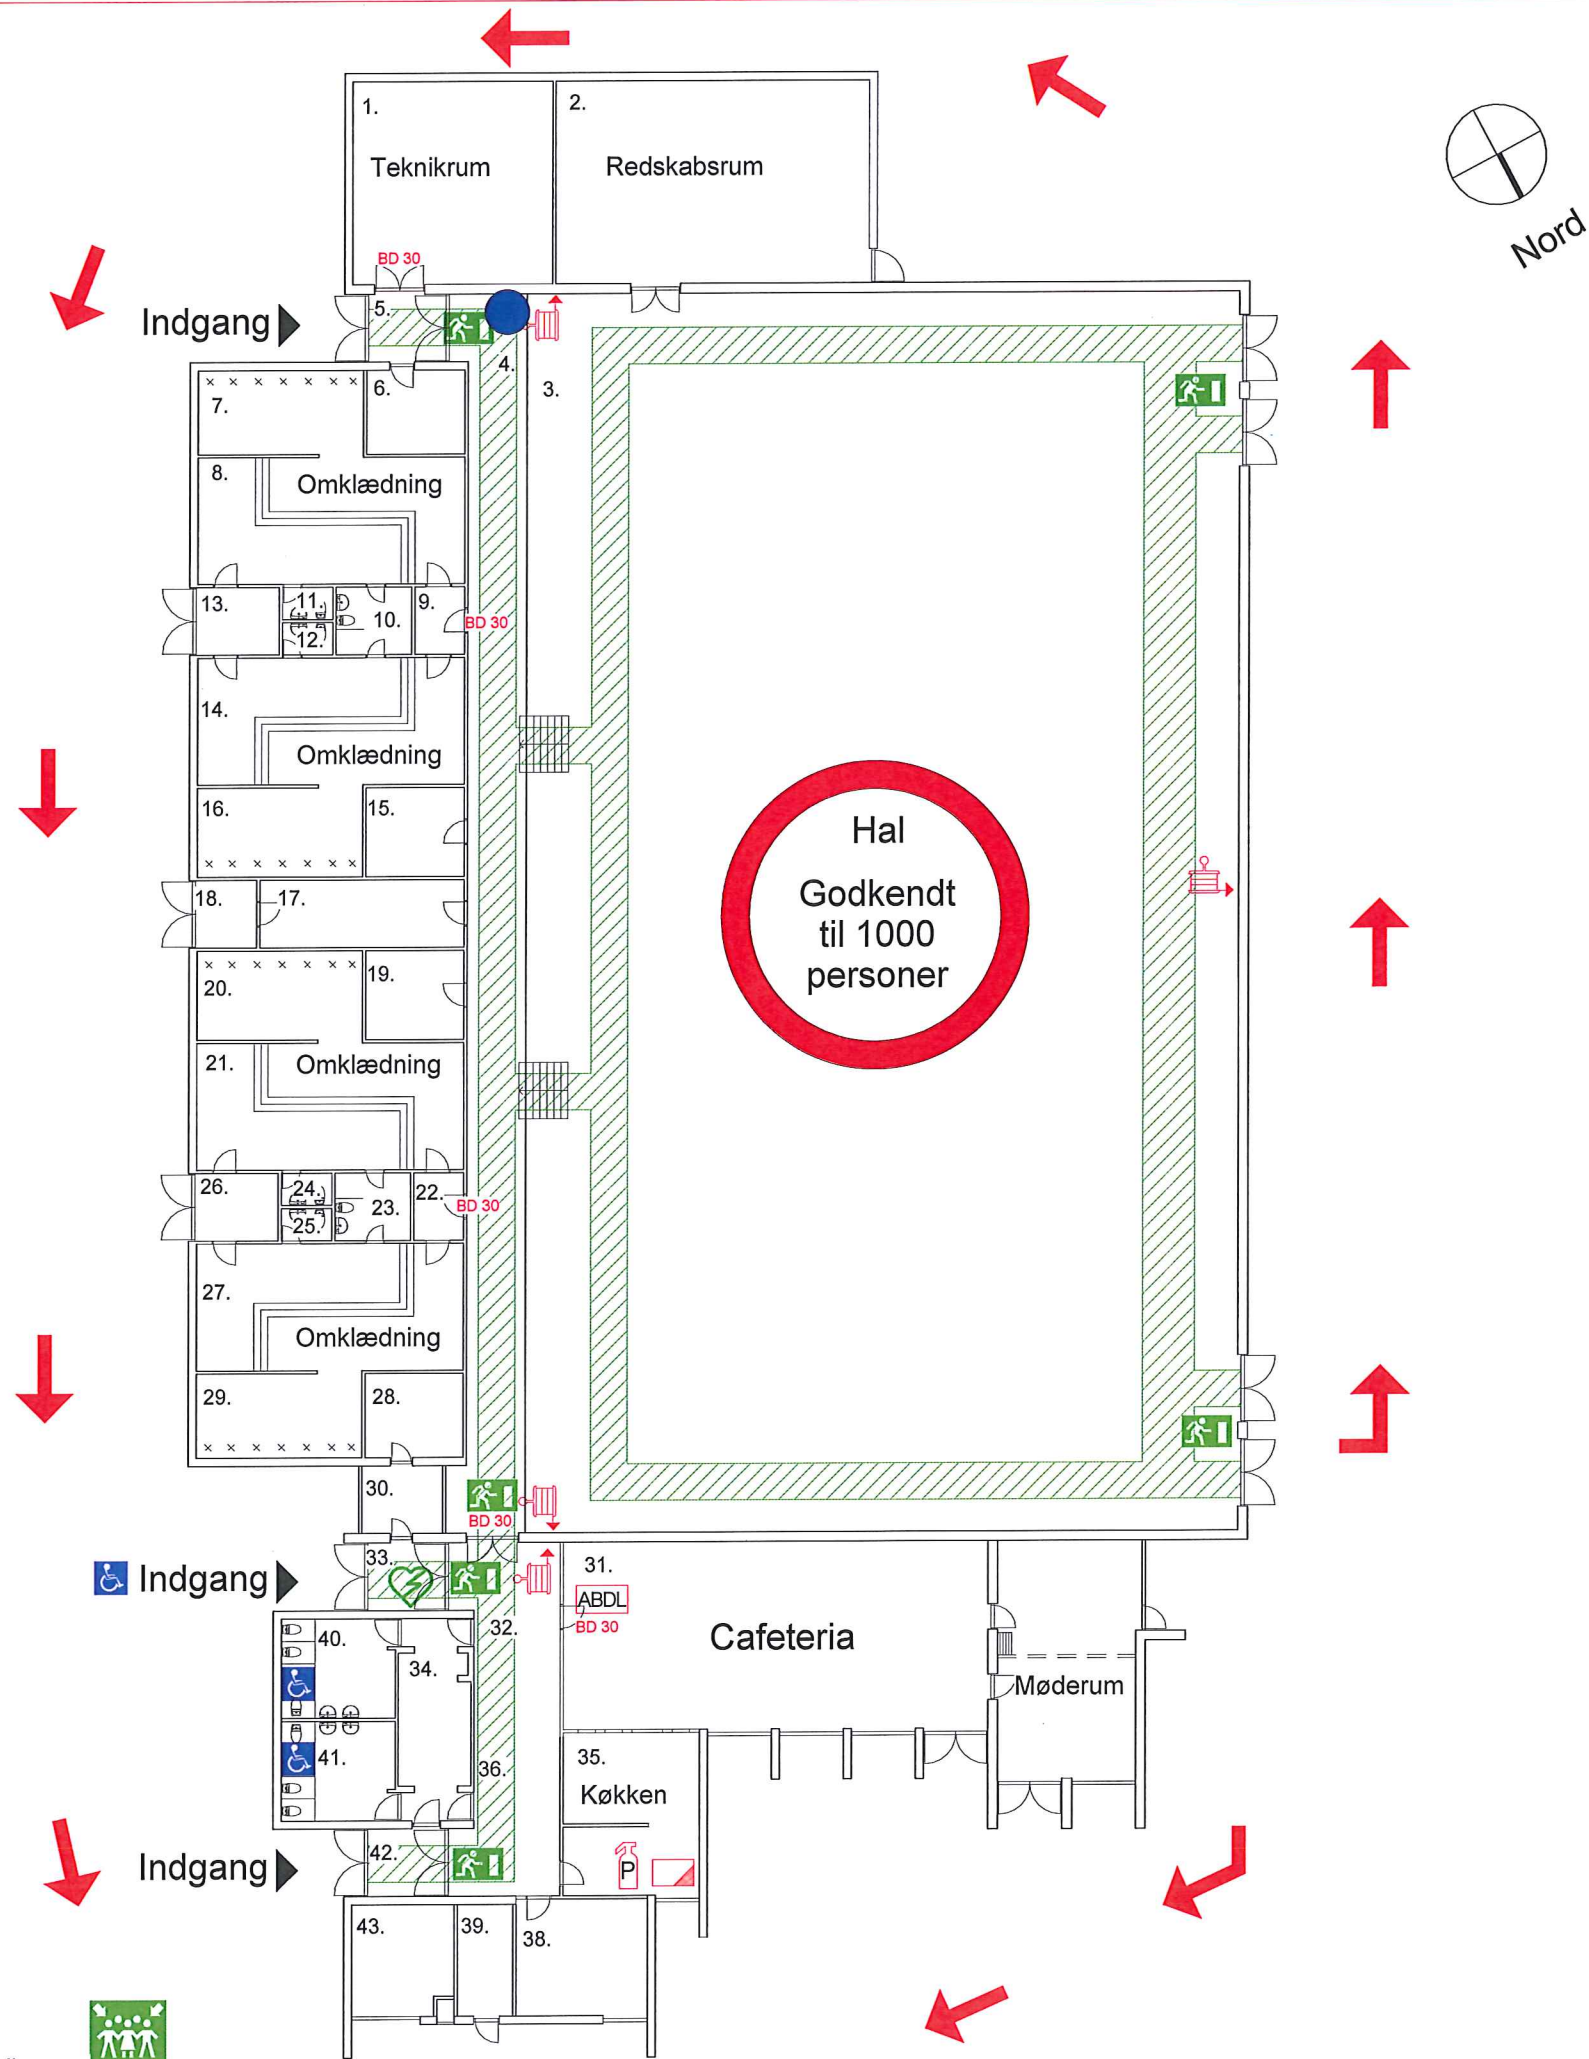 1.
Teknikrum
2.
Redskabsrum
Nord
BD 30
Indgang
5.
4.
3.
6.
7.
8.
Omklædning
13.
11.
12.
10.
9.
BD 30
14.
Omklædning
16.
15.
18.
17.
20.
19.
21.
Omklædning
26.
24.
25.
23.
22.
BD 30
27.
Omklædning
29.
28.
Hal
Godkendt
til 1000
personer
30.
BD 30
Indgang
33.
31.
ABDL
BD 30
Cafeteria
32.
40.
34.
Møderum
41.
36.
35.
Køkken
Indgang
42.
P
43.
39.
38.